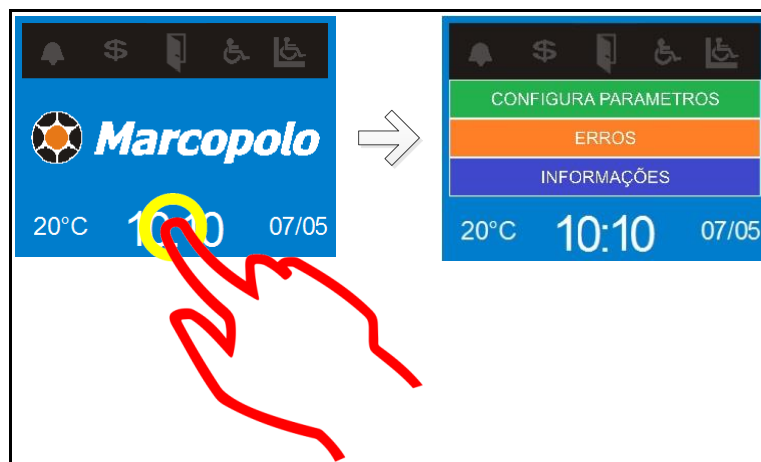 Marcopolo
20°C 10:10 07/05
CONFIGURA PARAMETROS
ERROS
INFORMAÇÕES
20°C 10:10 07/05